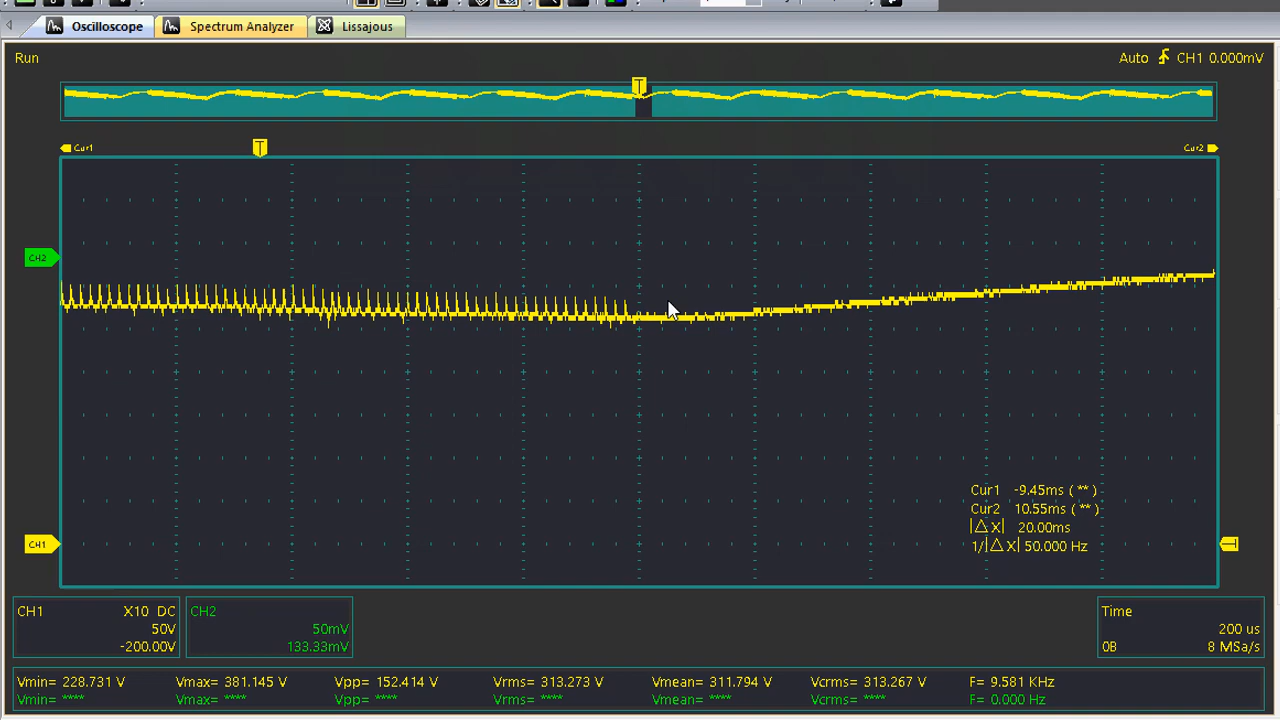 Oscilloscope Spectrum Analyzer Lissajous
Run Auto CH1 0.000mV
T
Cur1 T Cur2
CH2
CH1
Cur1 -9.45ms ( ** )
Cur2 10.55ms ( ** )
|△ X| 20.00ms
1/|△ X| 50.000 Hz
CH1 X10 DC
50V
-200.00V
CH2
50mV
133.33mV
Time
200 us
0B 8 MSa/s
Vmin= 228.731 V Vmax= 381.145 V Vpp= 152.414 V Vrms= 313.273 V Vmean= 311.794 V Vcrms= 313.267 V F= 9.581 KHz
Vmin= **** Vmax= **** Vpp= **** Vrms= **** Vmean= **** Vcrms= **** F= 0.000 Hz